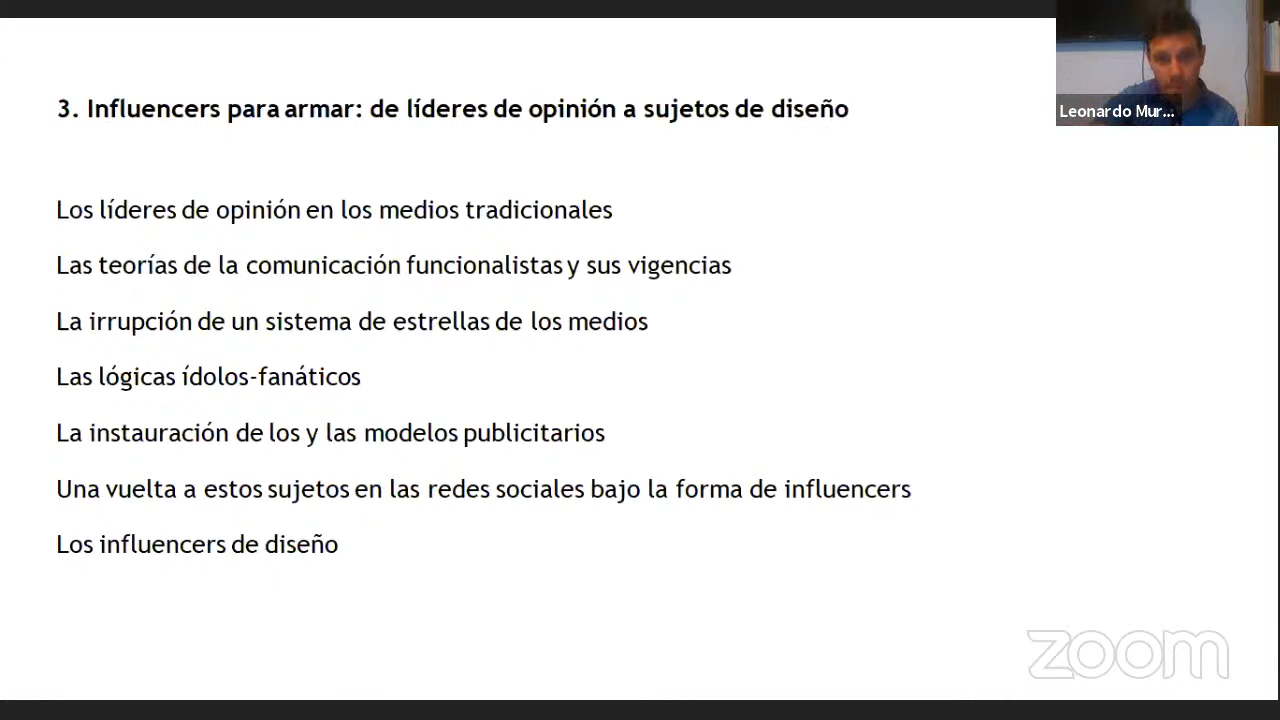 3. Influencers para armar: de líderes de opinión a sujetos de diseño
Leonardo Mur...
Los líderes de opinión en los medios tradicionales
Las teorías de la comunicación funcionalistas y sus vigencias
La irrupción de un sistema de estrellas de los medios
Las lógicas ídolos-fanáticos
La instauración de los y las modelos publicitarios
Una vuelta a estos sujetos en las redes sociales bajo la forma de influencers
Los influencers de diseño
zoom